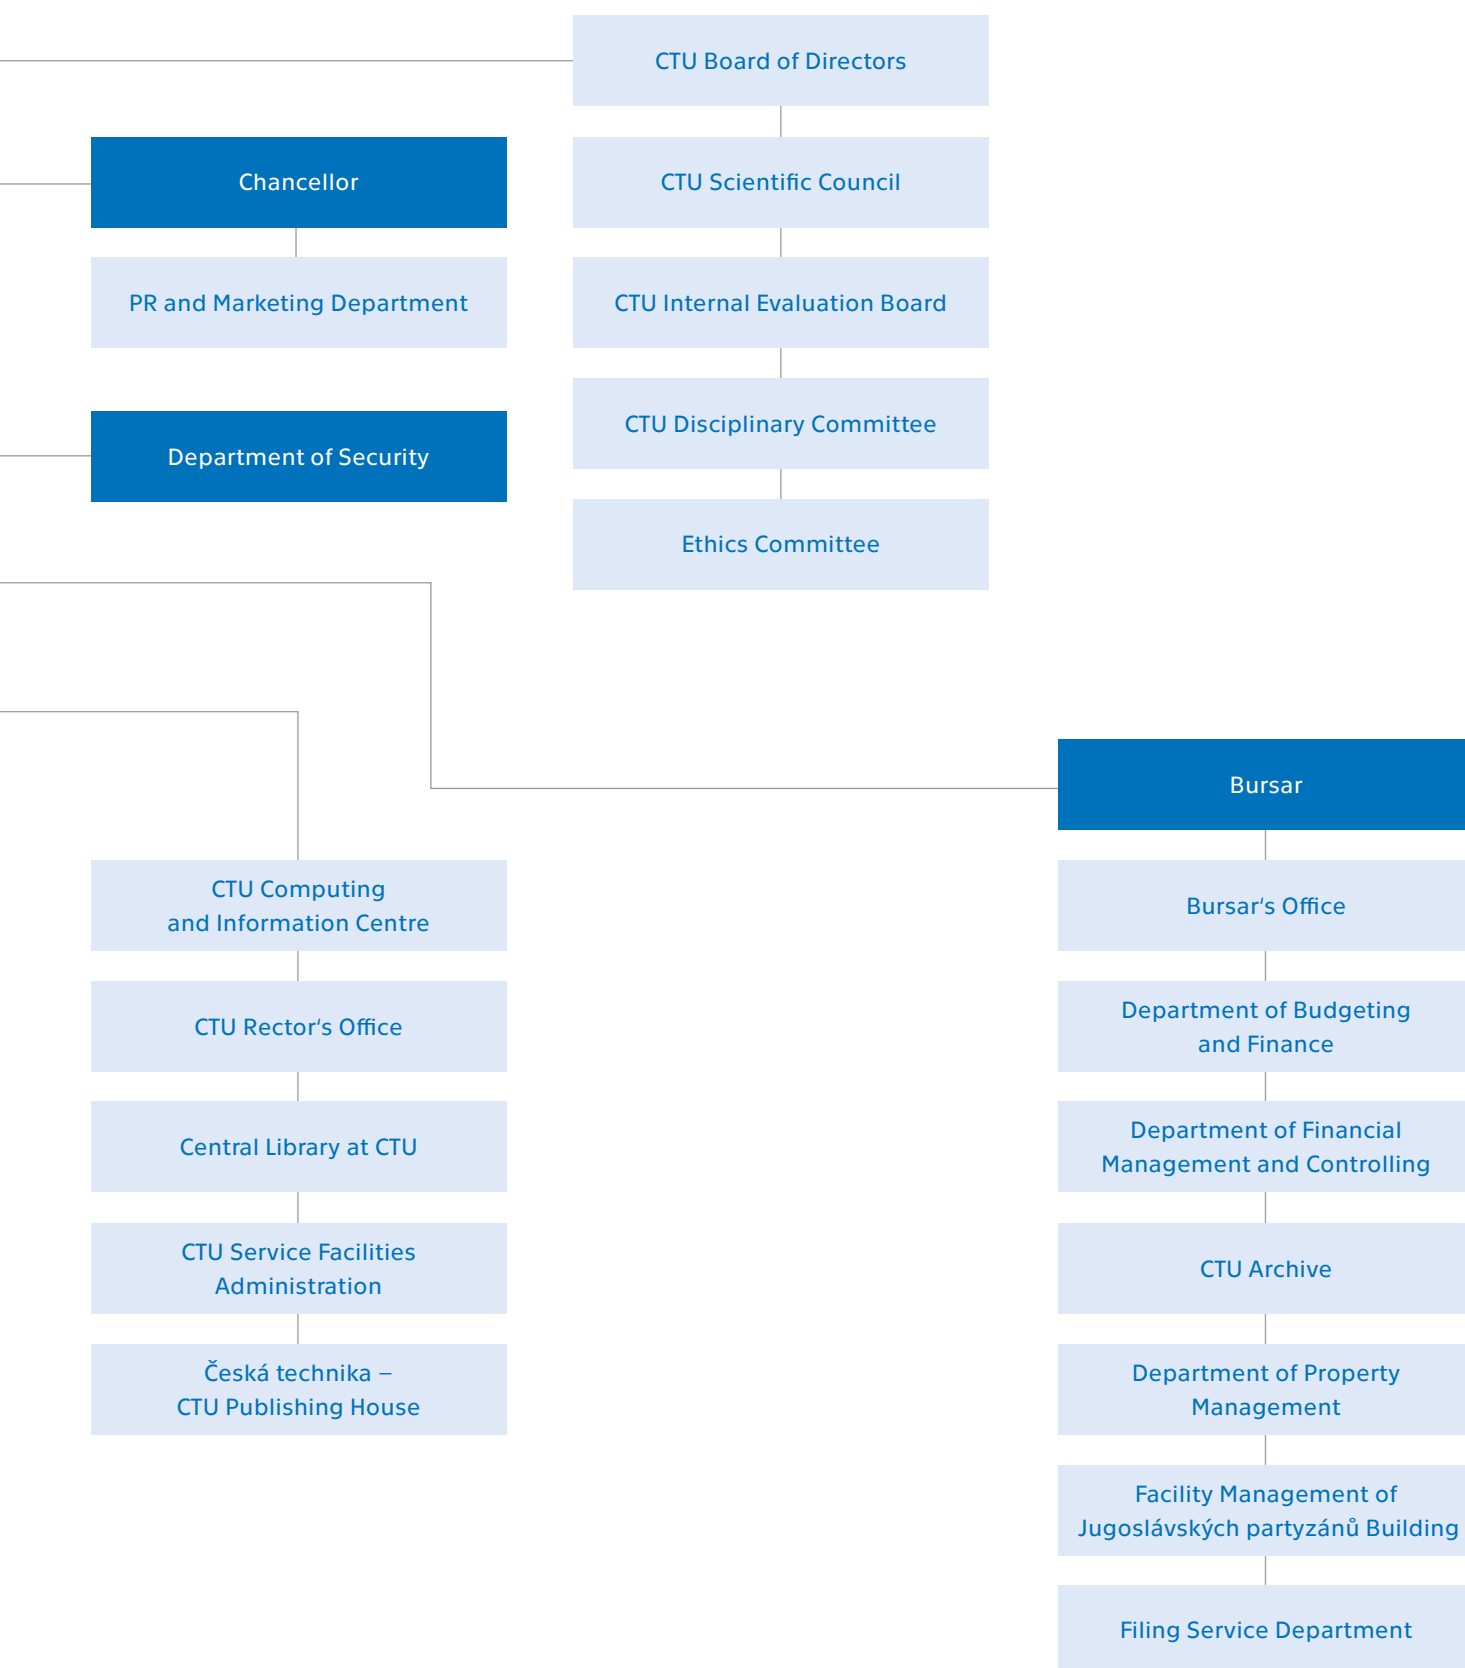 CTU Board of Directors
Chancellor
CTU Scientific Council
PR and Marketing Department
CTU Internal Evaluation Board
CTU Disciplinary Committee
Department of Security
Ethics Committee
Bursar
CTU Computing
and Information Centre
CTU Rector‘s Office
Central Library at CTU
CTU Service Facilities
Administration
Česká technika –
CTU Publishing House
Bursar‘s Office
Department of Budgeting
and Finance
Department of Financial
Management and Controlling
CTU Archive
Department of Property
Management
Facility Management of
Jugoslávských partyzánů Building
Filing Service Department